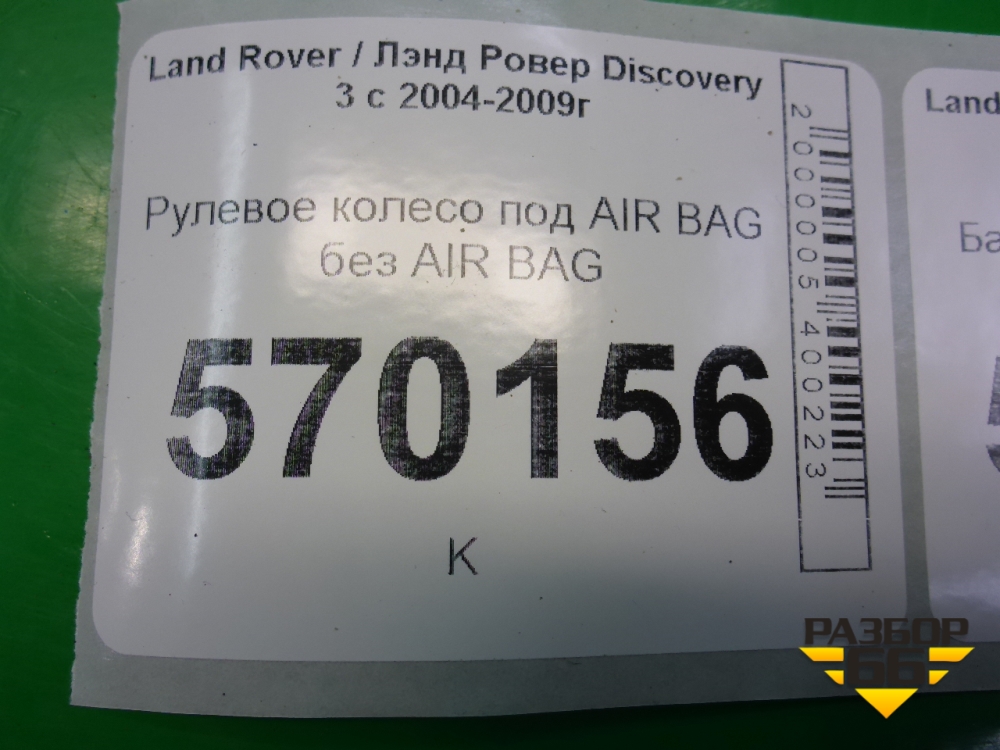 Land Rover / Лэнд Ровер Discovery
3 с 2004-2009г
Рулевое колесо под AIR BAG
без AIR BAG
570156
К
2000005400223
Land
Ба
РАЗБОР
66